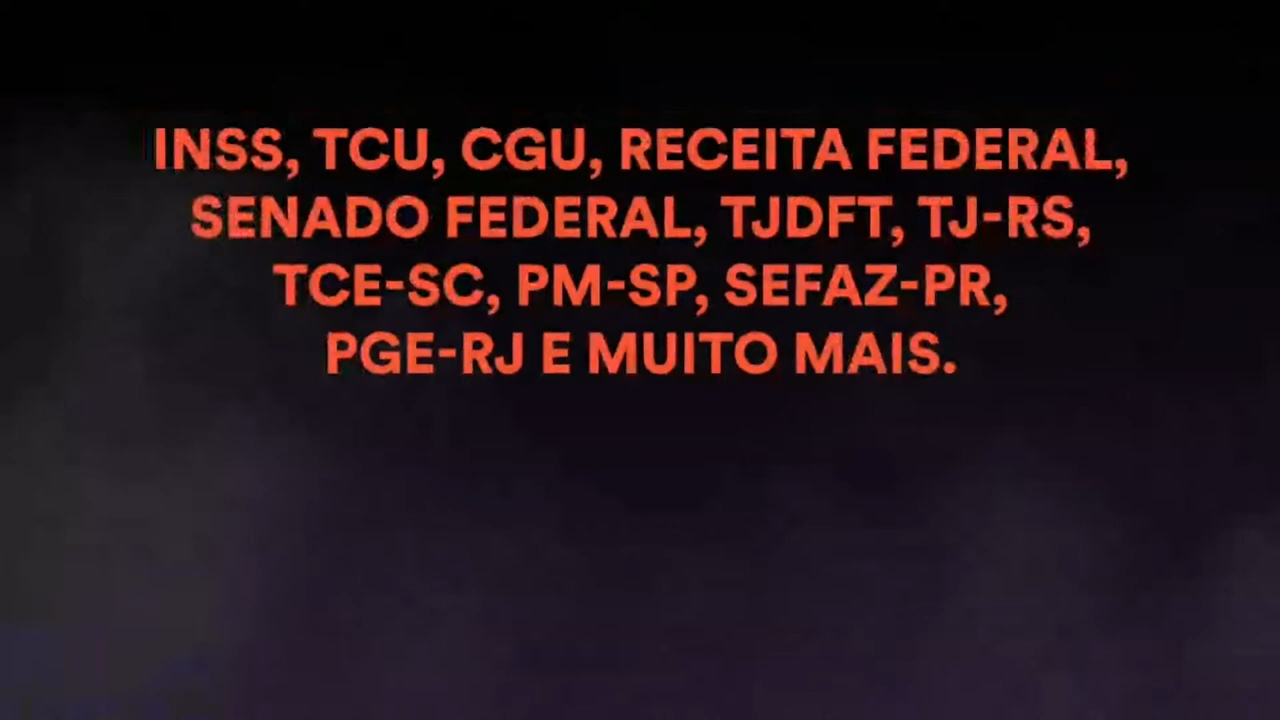 INSS, TCU, CGU, RECEITA FEDERAL,
SENADO FEDERAL, TJDFT, TJ-RS,
TCE-SC, PM-SP, SEFAZ-PR,
PGE-RJ E MUITO MAIS.